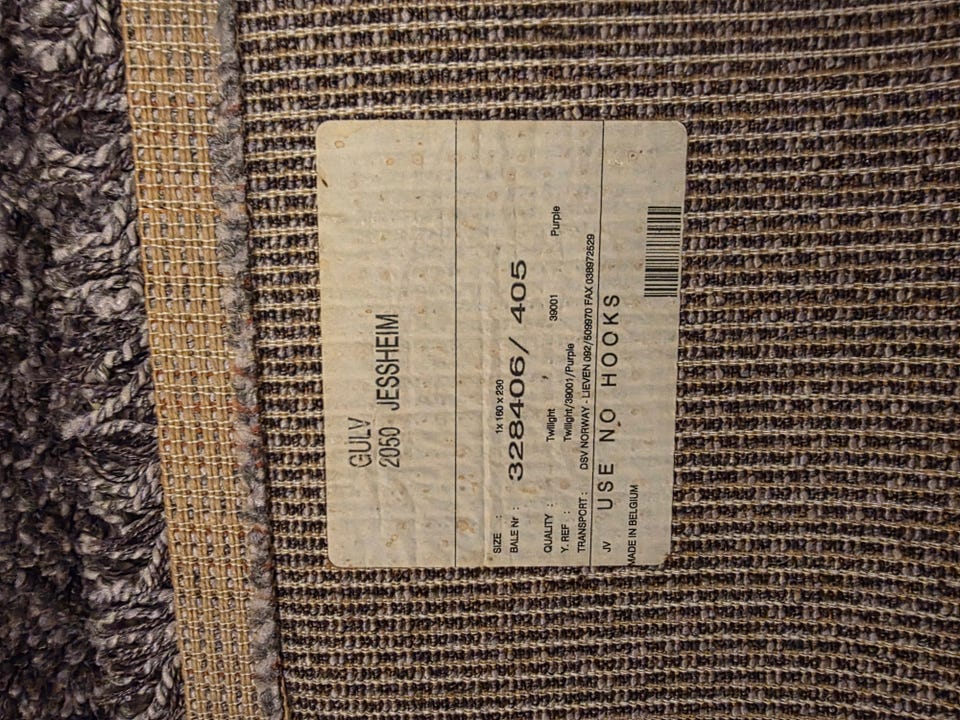 GULV
2050 JESSHEIM
SIZE : 1x 160 x 230
BALE Nr : 328406/ 405
QUALITY : Twilight , 39001 Purple
Y. REF : Twilight/39001/Purple
TRANSPORT : DSV NORWAY - LIEVEN 092/509970 FAX 038972529
JV USE NO HOOKS
MADE IN BELGIUM